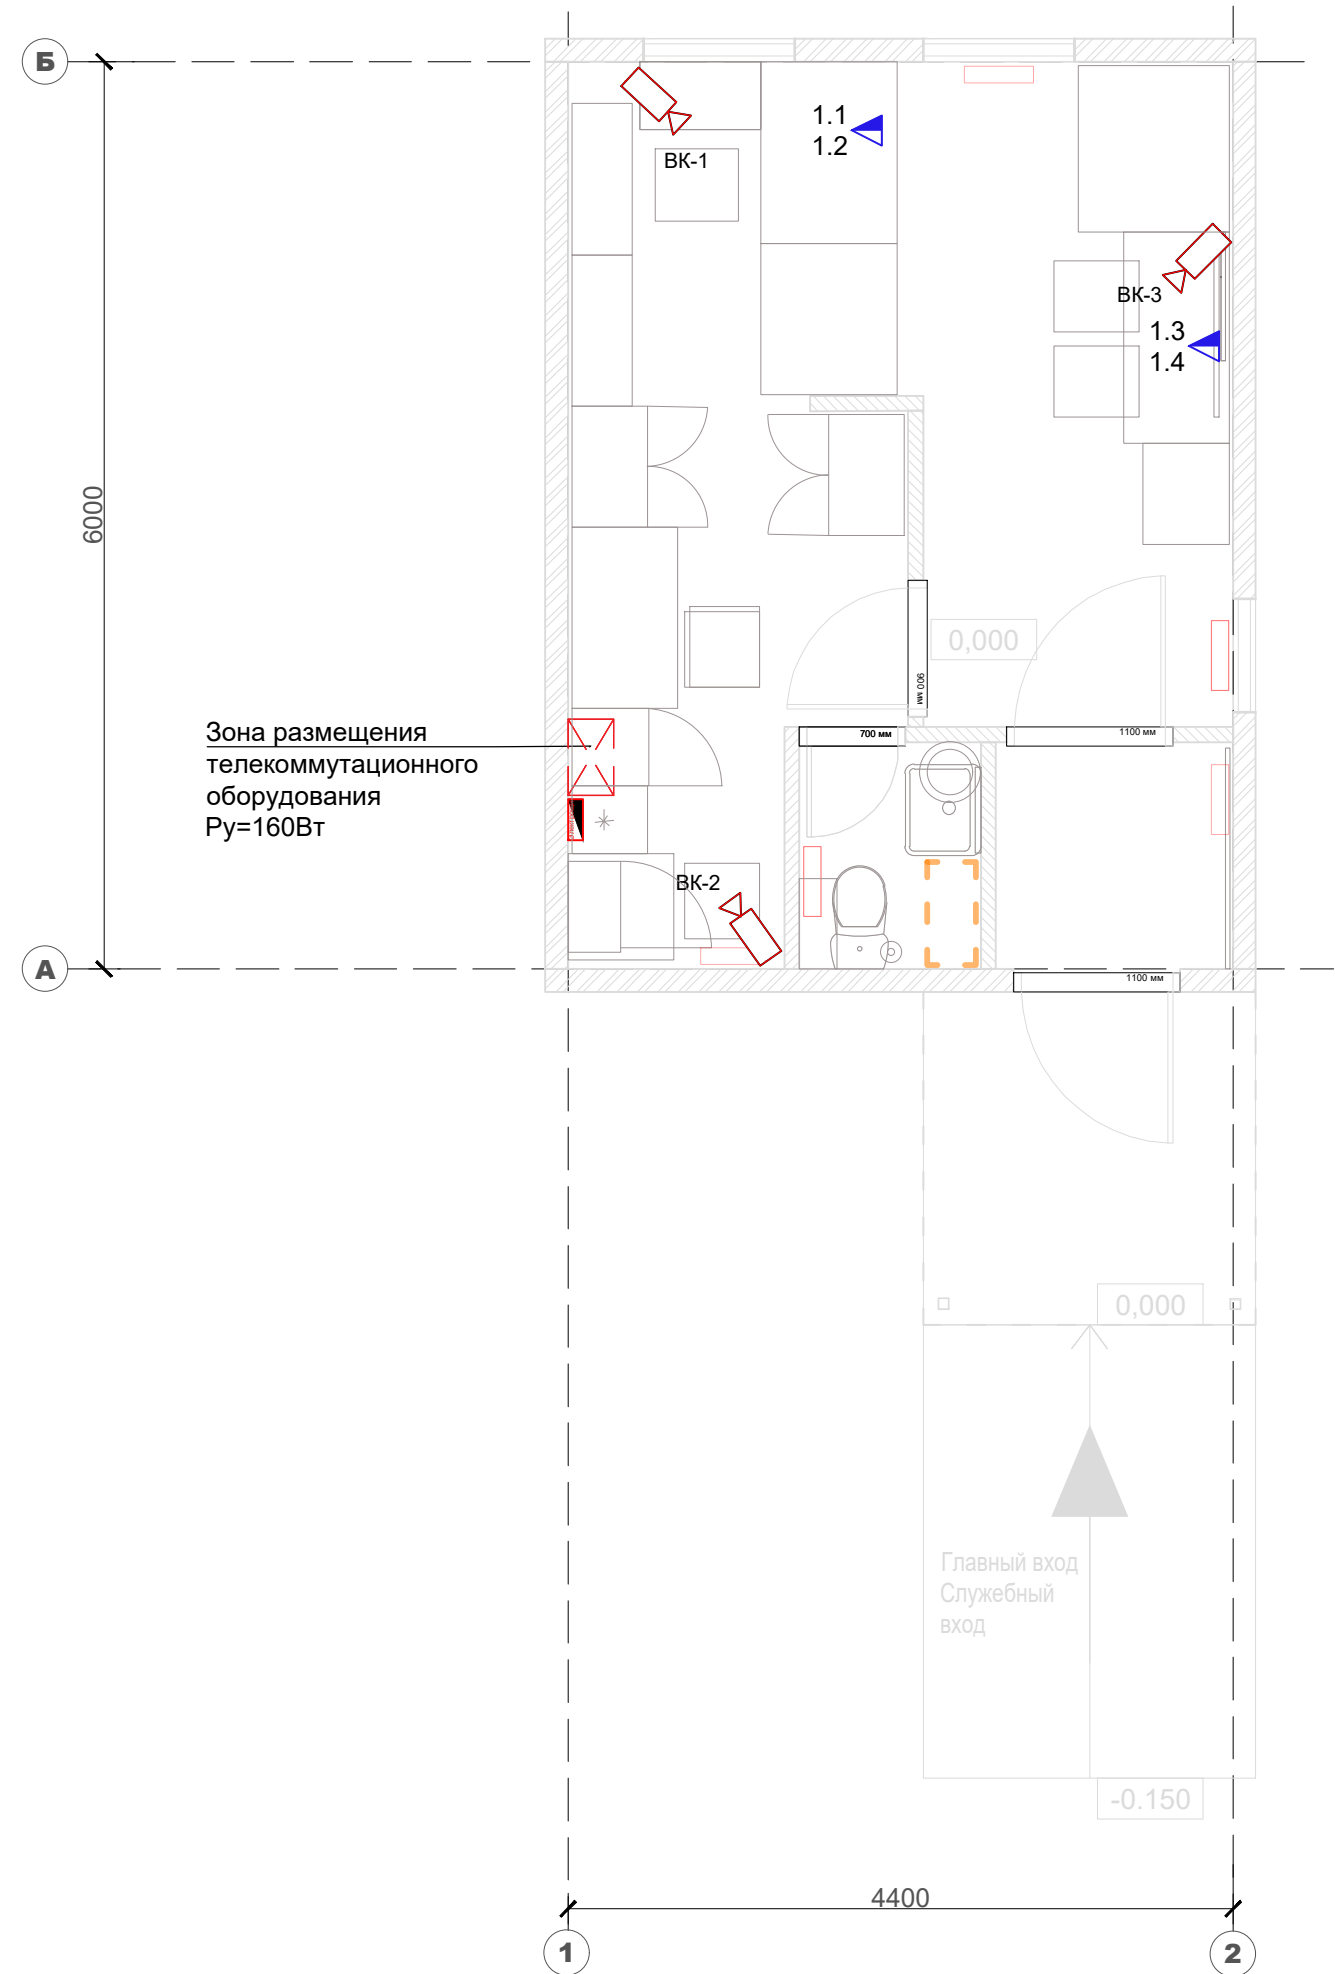 Б
1.1
1.2
ВК-1
ВК-3
1.3
1.4
6000
0,000
900 мм
Зона размещения
телекоммутационного
оборудования
Ру=160Вт
700 мм
1100 мм
ВК-2
А
1100 мм
0,000
Главный вход
Служебный
вход
-0.150
4400
1
2